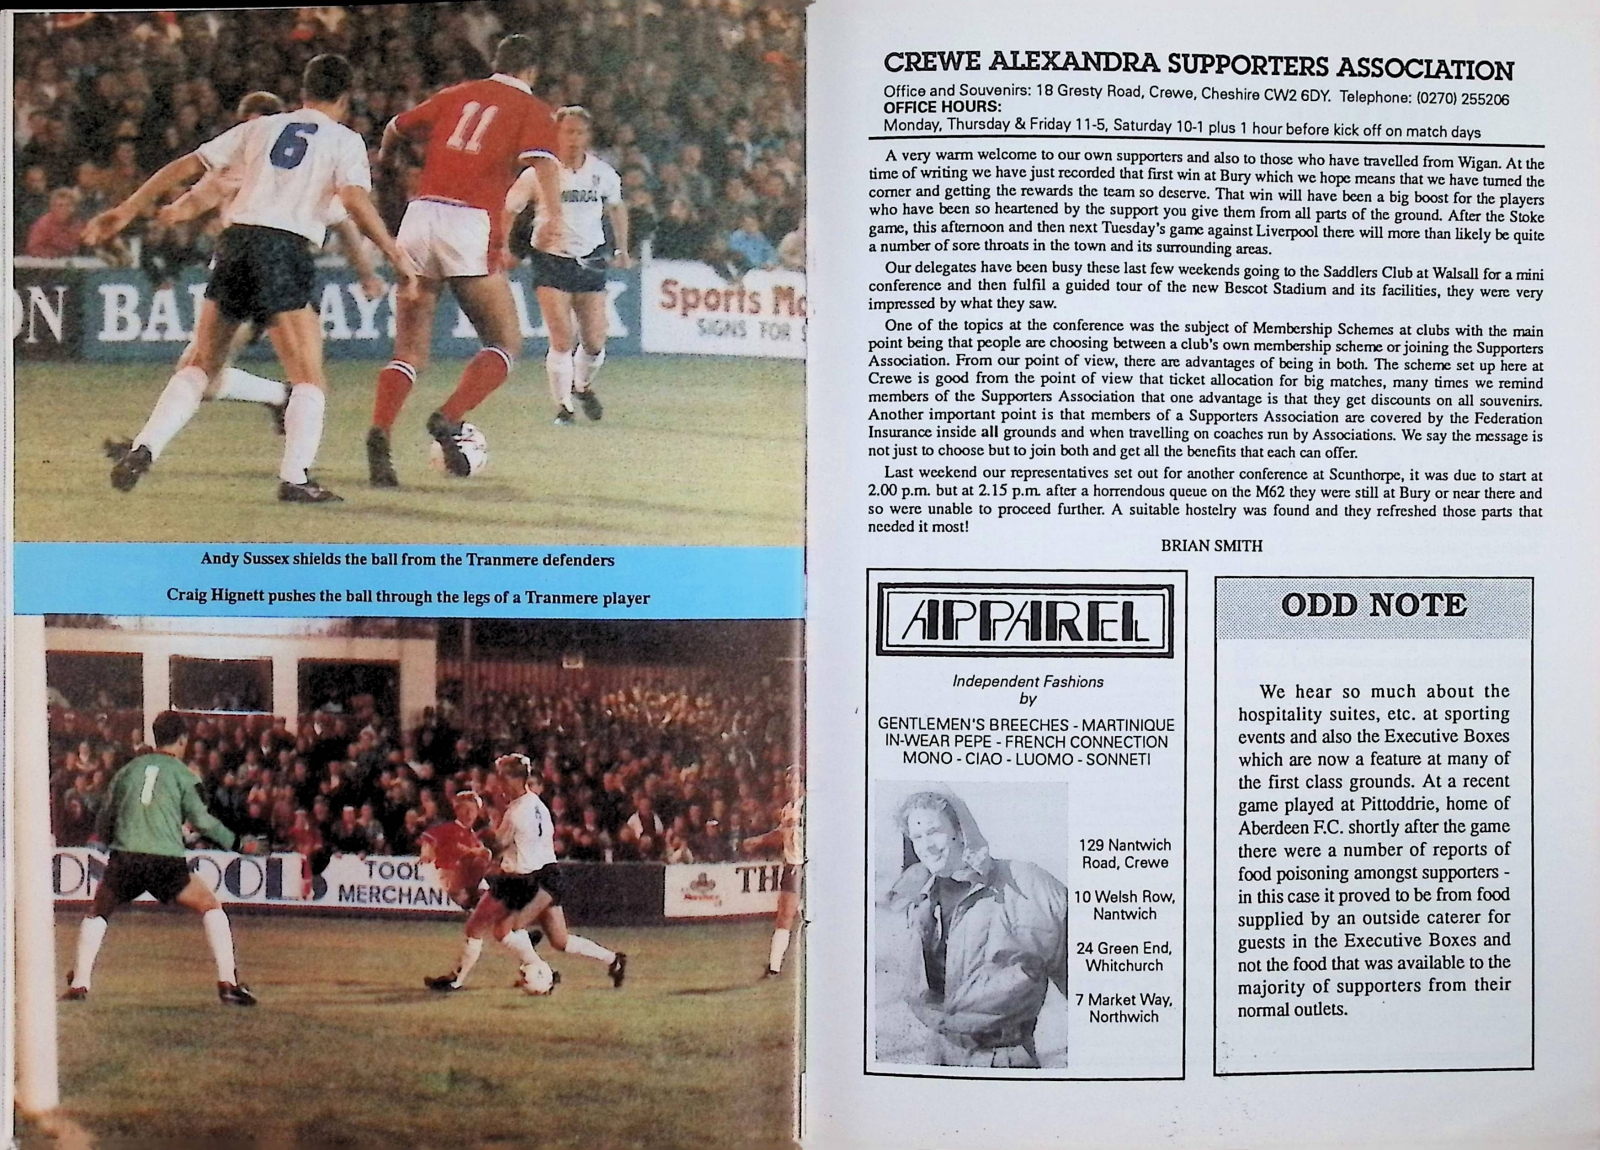 6
11
WIRRAL
ON
BARCLAYS BANK
Sports Mo
SIGNS FOR S
Andy Sussex shields the ball from the Tranmere defenders
Craig Hignett pushes the ball through the legs of a Tranmere player
1
TOOL
MERCHANT
TH
CREWE ALEXANDRA SUPPORTERS ASSOCIATION
Office and Souvenirs: 18 Gresty Road, Crewe, Cheshire CW2 6DY. Telephone: (0270) 255206
OFFICE HOURS:
Monday, Thursday & Friday 11-5, Saturday 10-1 plus 1 hour before kick off on match days
A very warm welcome to our own supporters and also to those who have travelled from Wigan. At the
time of writing we have just recorded that first win at Bury which we hope means that we have turned the
corner and getting the rewards the team so deserve. That win will have been a big boost for the players
who have been so heartened by the support you give them from all parts of the ground. After the Stoke
game, this afternoon and then next Tuesday's game against Liverpool there will more than likely be quite
a number of sore throats in the town and its surrounding areas.
Our delegates have been busy these last few weekends going to the Saddlers Club at Walsall for a mini
conference and then fulfil a guided tour of the new Bescot Stadium and its facilities, they were very
impressed by what they saw.
One of the topics at the conference was the subject of Membership Schemes at clubs with the main
point being that people are choosing between a club's own membership scheme or joining the Supporters
Association. From our point of view, there are advantages of being in both. The scheme set up here at
Crewe is good from the point of view that ticket allocation for big matches, many times we remind
members of the Supporters Association that one advantage is that they get discounts on all souvenirs.
Another important point is that members of a Supporters Association are covered by the Federation
Insurance inside all grounds and when travelling on coaches run by Associations. We say the message is
not just to choose but to join both and get all the benefits that each can offer.
Last weekend our representatives set out for another conference at Scunthorpe, it was due to start at
2.00 p.m. but at 2.15 p.m. after a horrendous queue on the M62 they were still at Bury or near there and
so were unable to proceed further. A suitable hostelry was found and they refreshed those parts that
needed it most!
BRIAN SMITH
APPAREL
Independent Fashions
by
GENTLEMEN'S BREECHES - MARTINIQUE
IN-WEAR PEPE - FRENCH CONNECTION
MONO - CIAO - LUOMO - SONNETI
129 Nantwich
Road, Crewe
10 Welsh Row,
Nantwich
24 Green End,
Whitchurch
7 Market Way,
Northwich
ODD NOTE
We hear so much about the
hospitality suites, etc. at sporting
events and also the Executive Boxes
which are now a feature at many of
the first class grounds. At a recent
game played at Pittoddrie, home of
Aberdeen F.C. shortly after the game
there were a number of reports of
food poisoning amongst supporters -
in this case it proved to be from food
supplied by an outside caterer for
guests in the Executive Boxes and
not the food that was available to the
majority of supporters from their
normal outlets.